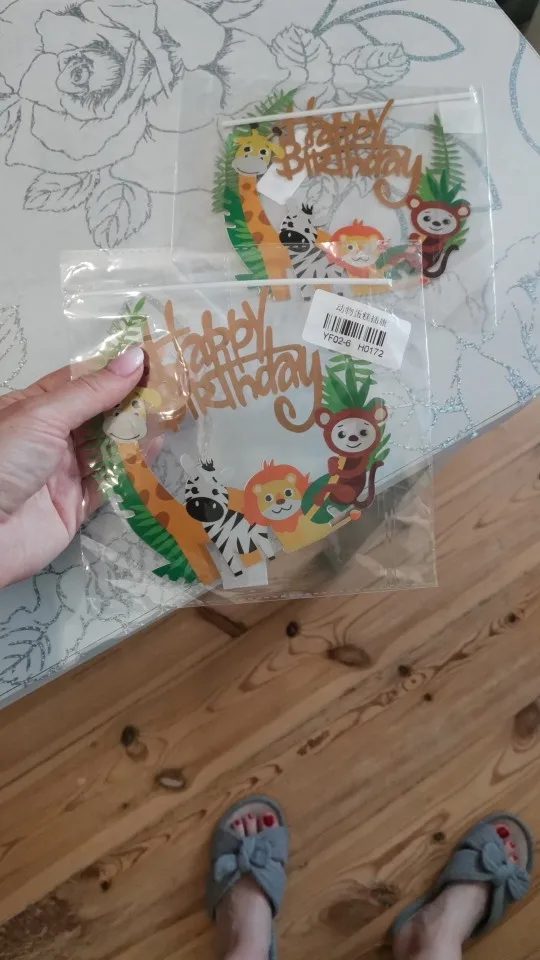 Happy
Birthday
动物蛋糕插旗
YF02-6 H0172
Happy
Birthday